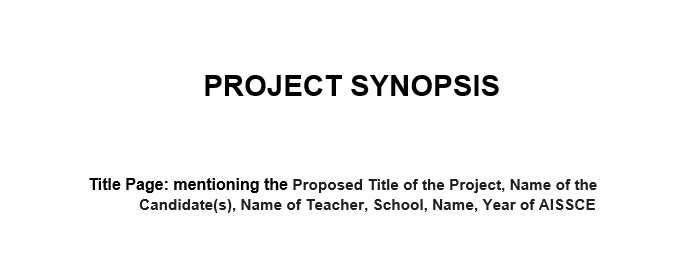 PROJECT SYNOPSIS
Title Page: mentioning the Proposed Title of the Project, Name of the
Candidate(s), Name of Teacher, School, Name, Year of AISSCE